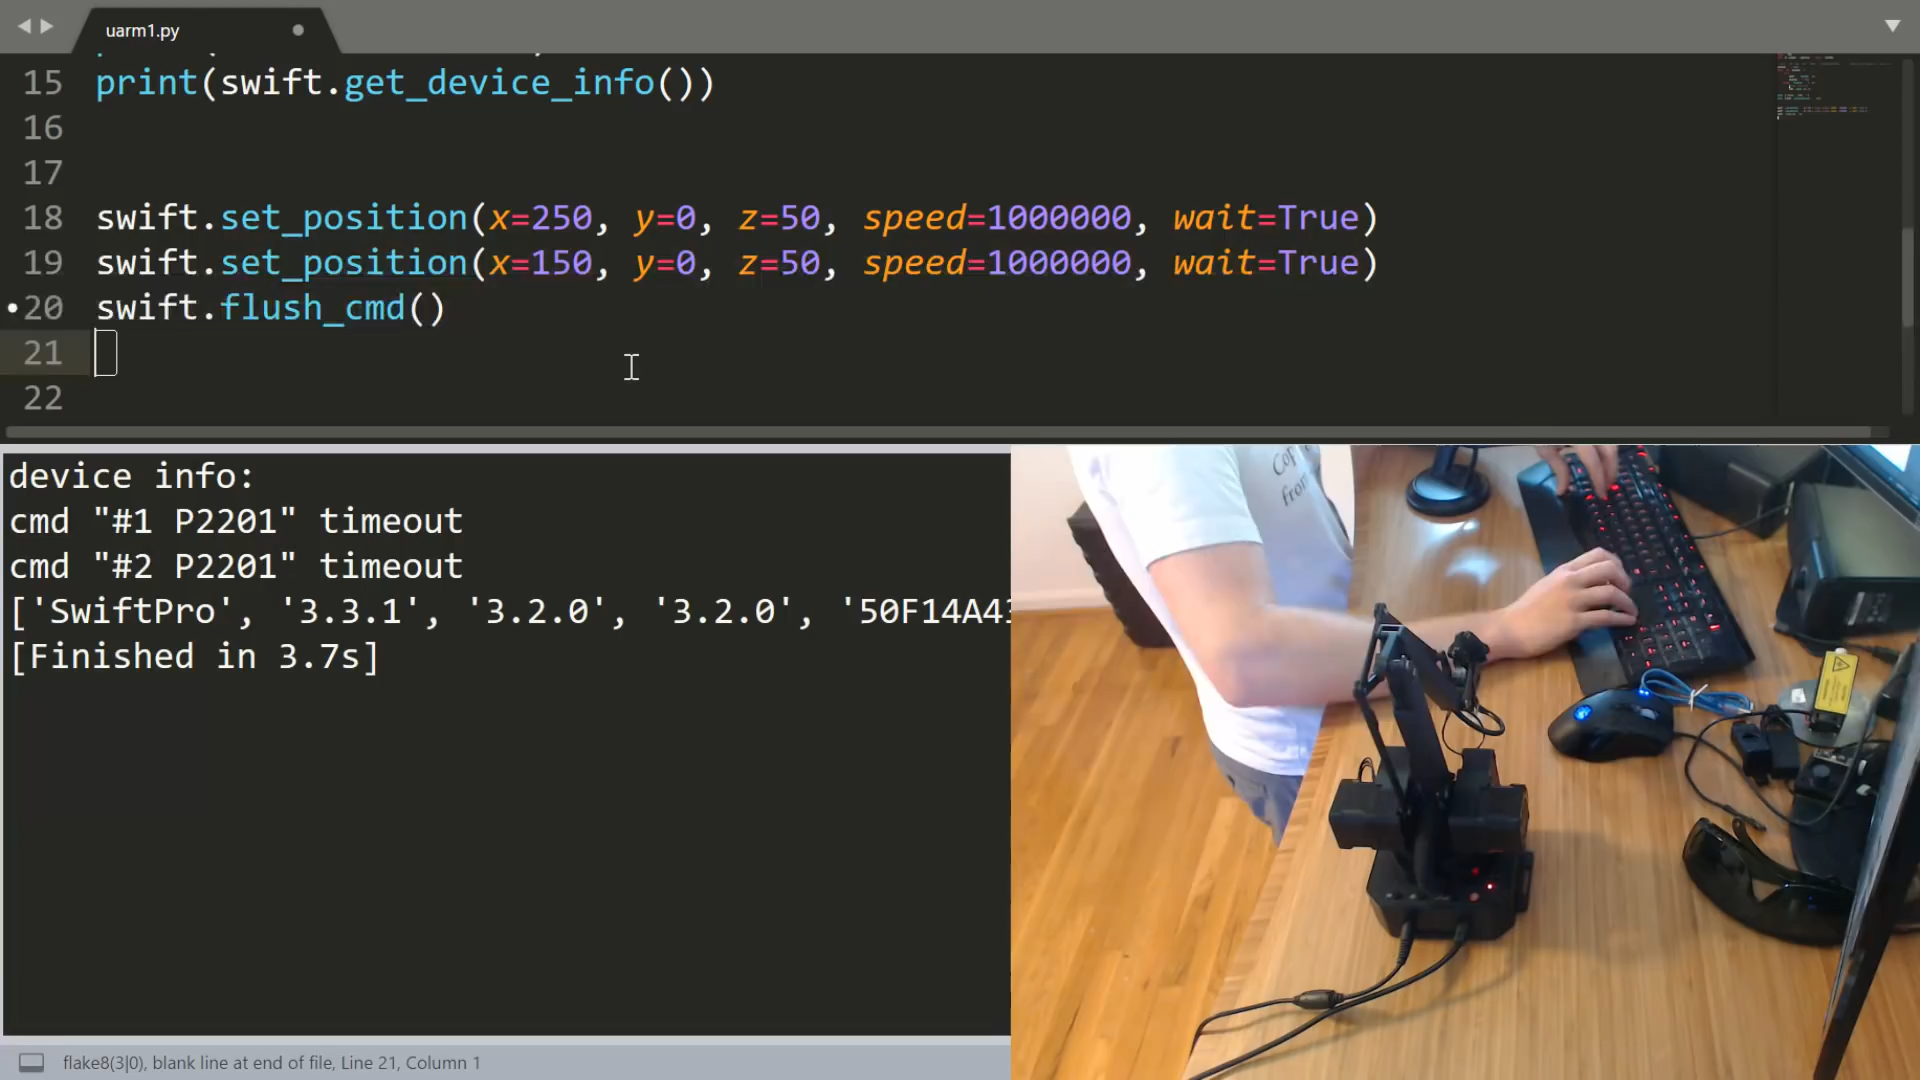 uarm1.py
15 print(swift.get_device_info())
16
17
18 swift.set_position(x=250, y=0, z=50, speed=1000000, wait=True)
19 swift.set_position(x=150, y=0, z=50, speed=1000000, wait=True)
20 swift.flush_cmd()
21
22
device info:
cmd "#1 P2201" timeout
cmd "#2 P2201" timeout
['SwiftPro', '3.3.1', '3.2.0', '3.2.0', '50F14A43
[Finished in 3.7s]
Cop
from
flake8(3|0), blank line at end of file, Line 21, Column 1